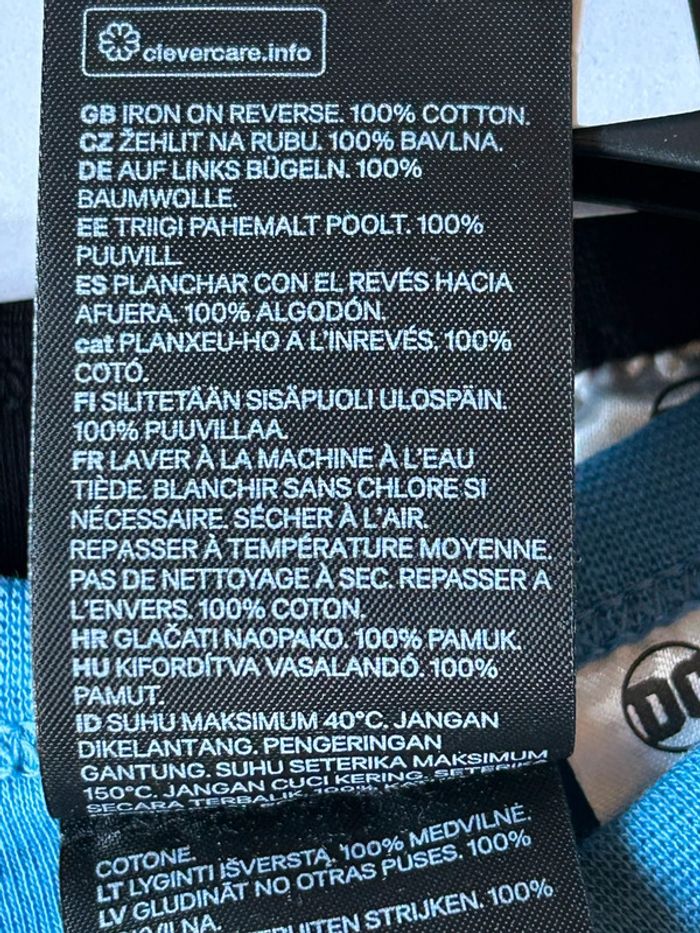 clevercare.info
GB IRON ON REVERSE. 100% COTTON.
CZ ŽEHLIT NA RUBU. 100% BAVLNA.
DE AUF LINKS BÜGELN. 100%
BAUMWOLLE.
EE TRIIGI PAHEMALT POOLT. 100%
PUUVILL.
ES PLANCHAR CON EL REVÉS HACIA
AFUERA. 100% ALGODÓN.
cat PLANXEU-HO A L'INREVÉS. 100%
COTÓ.
FI SILITETÄÄN SISÄPUOLI ULOSPÄIN.
100% PUUVILLAA.
FR LAVER À LA MACHINE À L'EAU
TIÈDE. BLANCHIR SANS CHLORE SI
NÉCESSAIRE. SÉCHER À L'AIR.
REPASSER À TEMPÉRATURE MOYENNE.
PAS DE NETTOYAGE À SEC. REPASSER A
L'ENVERS. 100% COTON.
HR GLAČATI NAOPAKO. 100% PAMUK.
HU KIFORDÍTVA VASALANDÓ. 100%
PAMUT.
ID SUHU MAKSIMUM 40°C. JANGAN
DIKELANTANG. PENGERINGAN
GANTUNG. SUHU SETERIKA MAKSIMUM
150°C. JANGAN CUCI KERING. SETERIKA
SECARA TERBALIK. 100%
COTONE.
LT LYGINTI IŠVERSTĄ. 100% MEDVILNĖ.
LV GLUDINĀT NO OTRAS PUSES. 100%
STRIJKEN. 100%
DC